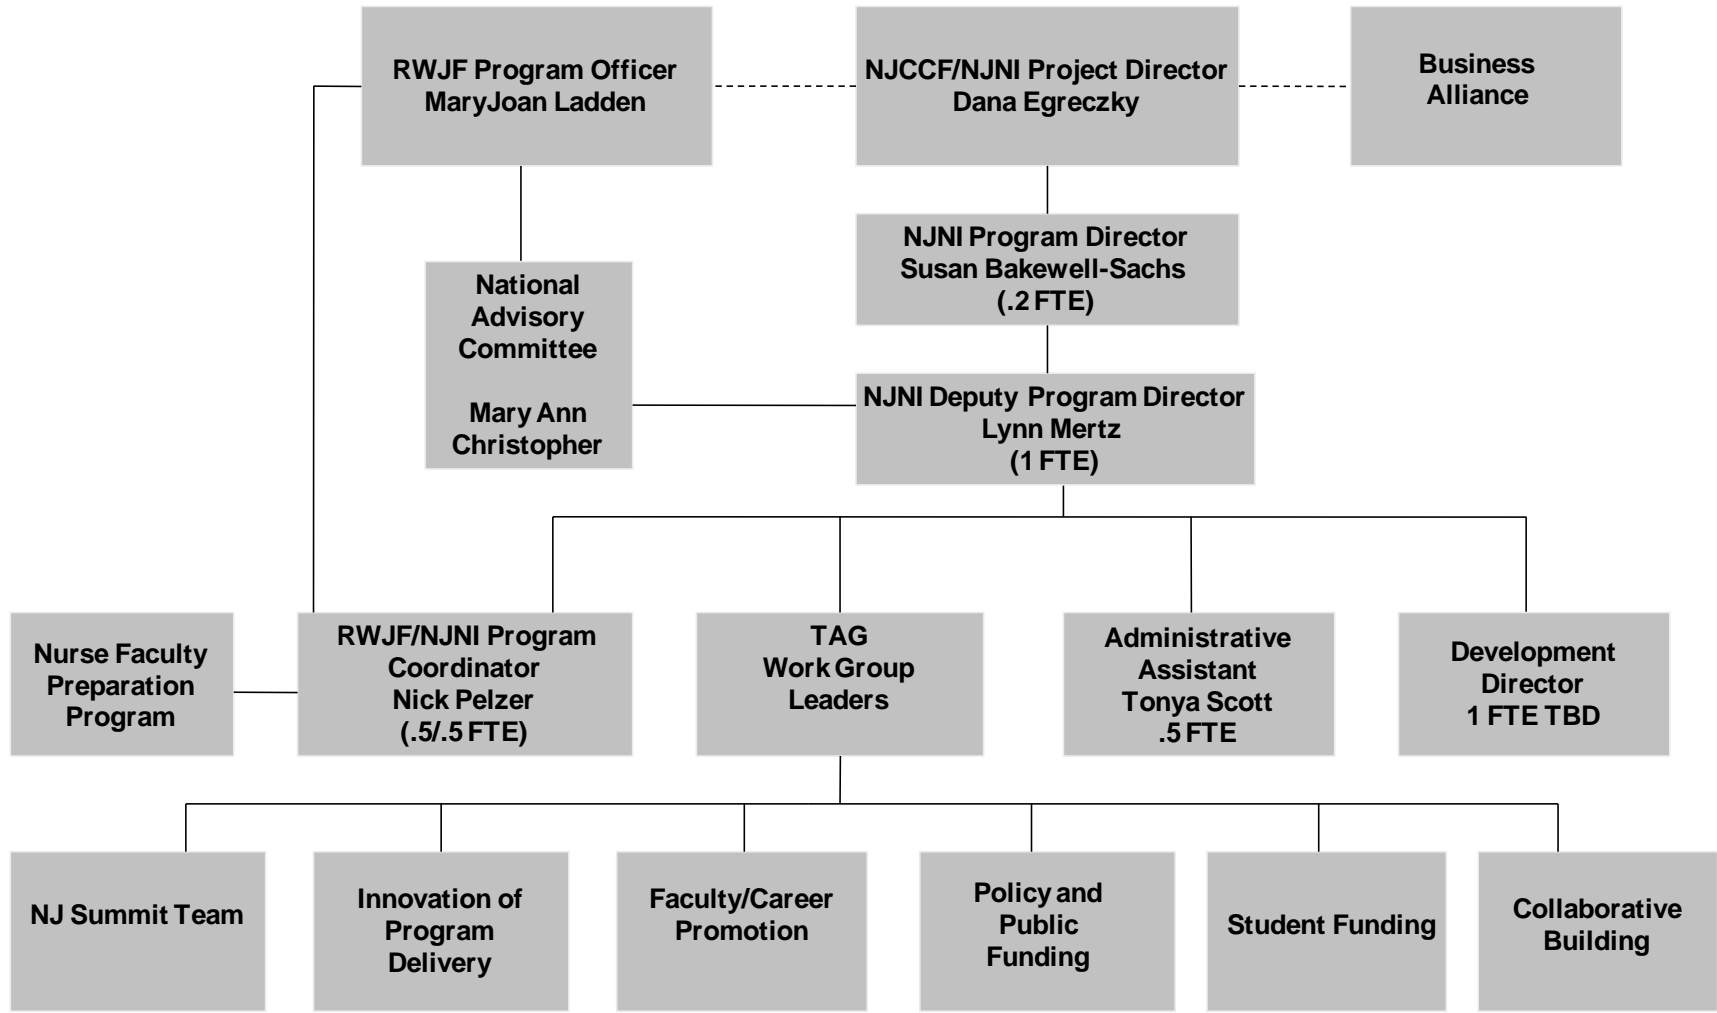 RWJF Program Officer
MaryJoan Ladden
NJCCF/NJNI Project Director
Dana Egreczky
Business
Alliance
NJNI Program Director
Susan Bakewell-Sachs
(.2 FTE)
National
Advisory
Committee
Mary Ann
Christopher
NJNI Deputy Program Director
Lynn Mertz
(1 FTE)
Nurse Faculty
Preparation
Program
RWJF/NJNI Program
Coordinator
Nick Pelzer
(.5/.5 FTE)
TAG
Work Group
Leaders
Administrative
Assistant
Tonya Scott
.5 FTE
Development
Director
1 FTE TBD
NJ Summit Team
Innovation of
Program
Delivery
Faculty/Career
Promotion
Policy and
Public
Funding
Student Funding
Collaborative
Building